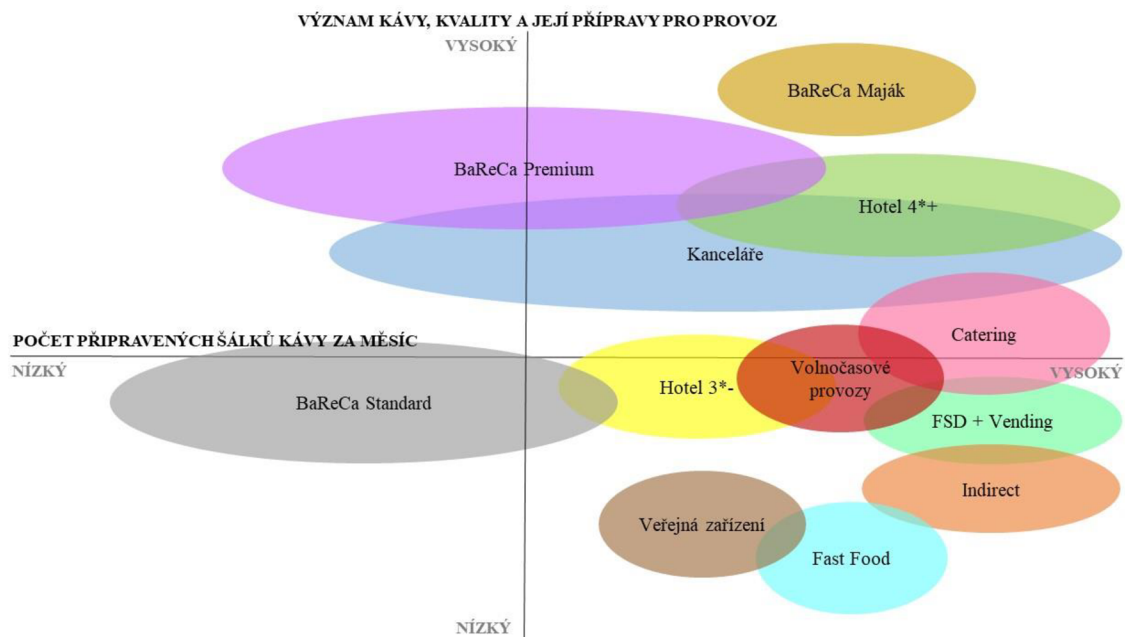 VÝZNAM KÁVY, KVALITY A JEJÍ PŘÍPRAVY PRO PROVOZ
VYSOKÝ
BaReCa Maják
BaReCa Premium
Hotel 4*+
Kanceláře
POČET PŘIPRAVENÝCH ŠÁLKŮ KÁVY ZA MĚSÍC
Catering
NÍZKÝ
VYSOKÝ
Volnočasové
provozy
Hotel 3*-
BaReCa Standard
FSD + Vending
Indirect
Veřejná zařízení
Fast Food
NÍZKÝ